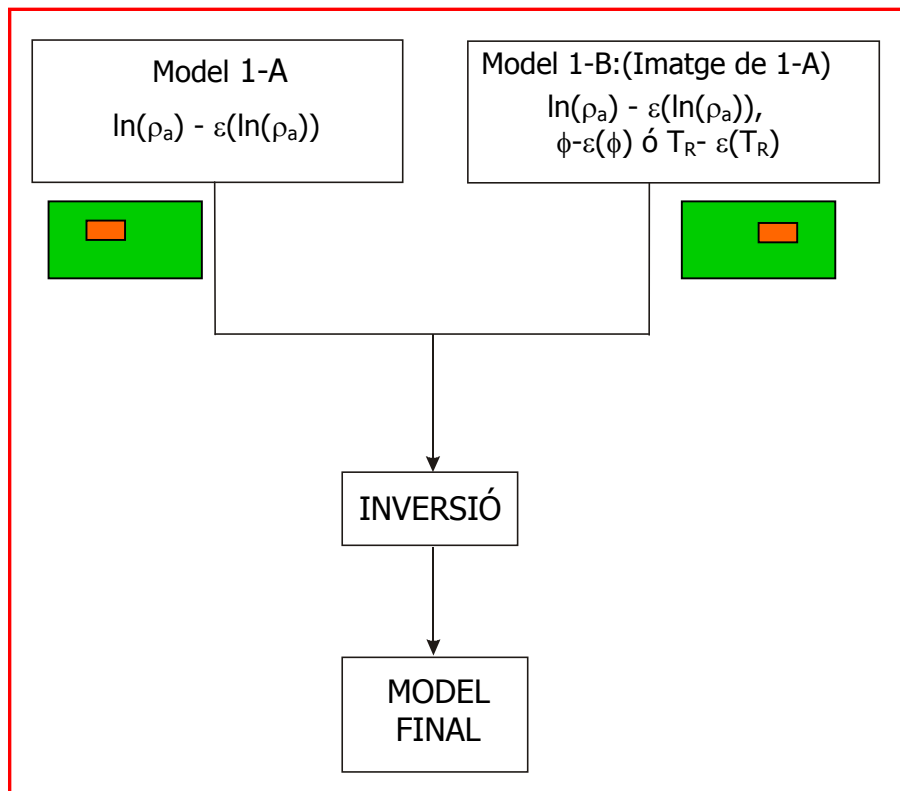 Model 1-A
ln(ρa) - ε(ln(ρa))
Model 1-B:(Imatge de 1-A)
ln(ρa) - ε(ln(ρa)),
ϕ-ε(ϕ) ó TR- ε(TR)
INVERSIÓ
MODEL
FINAL